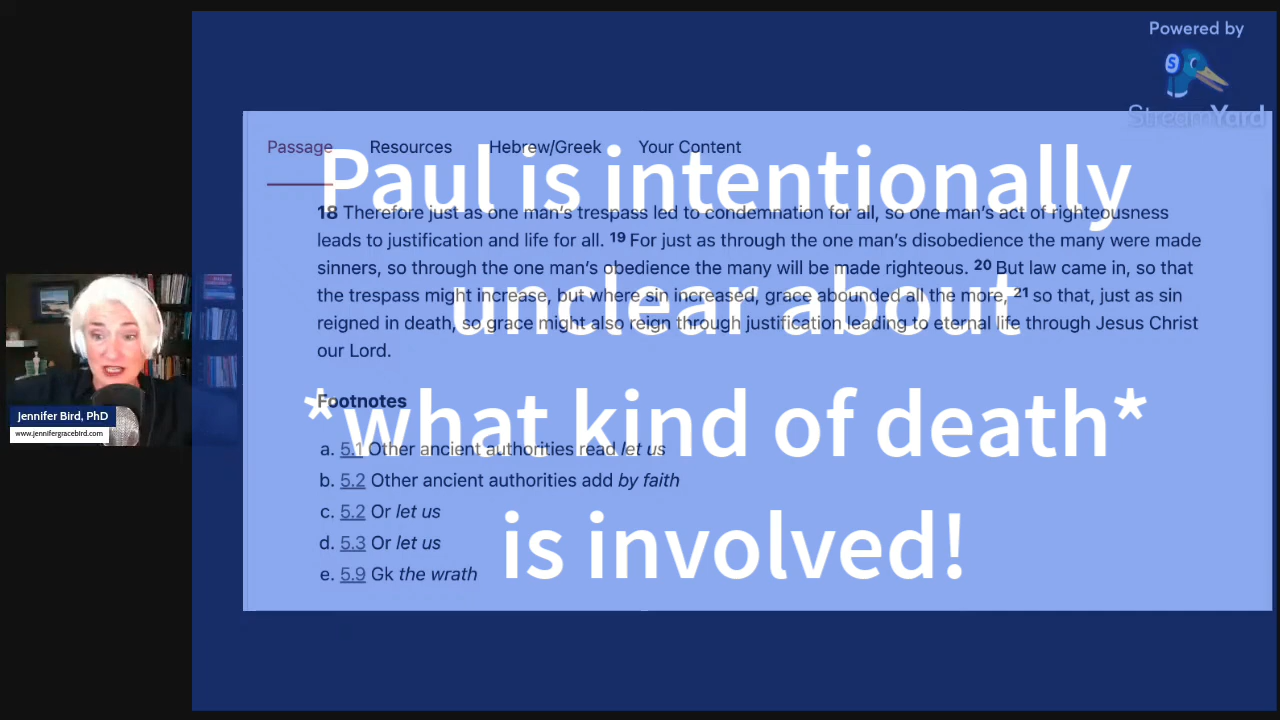 Powered by
StreamYard
Passage Resources Hebrew/Greek Your Content
18 Therefore just as one man’s trespass led to condemnation for all, so one man’s act of righteousness
leads to justification and life for all. 19 For just as through the one man’s disobedience the many were made
sinners, so through the one man’s obedience the many will be made righteous. 20 But law came in, so that
the trespass might increase, but where sin increased, grace abounded all the more, 21 so that, just as sin
reigned in death, so grace might also reign through justification leading to eternal life through Jesus Christ
our Lord.
Footnotes
a. 5.1 Other ancient authorities read let us
b. 5.2 Other ancient authorities add by faith
c. 5.2 Or let us
d. 5.3 Or let us
e. 5.9 Gk the wrath
Paul is intentionally
unclear about
*what kind of death*
is involved!
Jennifer Bird, PhD
www.jennifergracebird.com